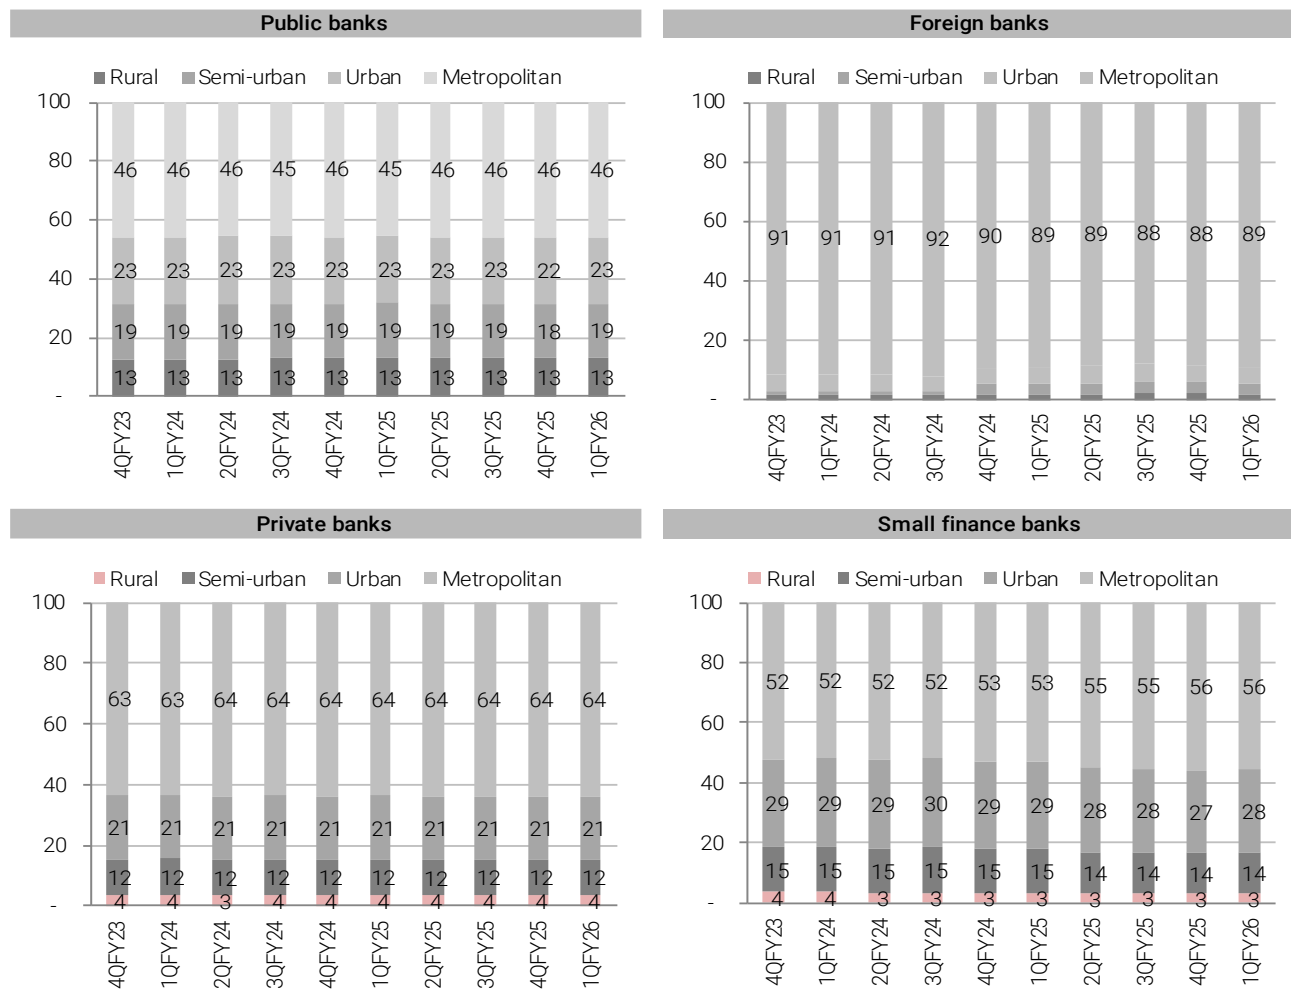 Public banks
Rural Semi-urban Urban Metropolitan
100
80
60
40
20
-
46 46 46 45 46 45 46 46 46 46
23 23 23 23 23 23 23 23 22 23
19 19 19 19 19 19 19 19 18 19
13 13 13 13 13 13 13 13 13 13
4QFY23 1QFY24 2QFY24 3QFY24 4QFY24 1QFY25 2QFY25 3QFY25 4QFY25 1QFY26
Foreign banks
Rural Semi-urban Urban Metropolitan
100
80
60
40
20
-
91 91 91 92 90 89 89 88 88 89
4QFY23 1QFY24 2QFY24 3QFY24 4QFY24 1QFY25 2QFY25 3QFY25 4QFY25 1QFY26
Private banks
Rural Semi-urban Urban Metropolitan
100
80
60
40
20
-
63 63 64 64 64 64 64 64 64 64
21 21 21 21 21 21 21 21 21 21
12 12 12 12 12 12 12 12 12 12
4 4 3 4 4 4 4 4 4 4
4QFY23 1QFY24 2QFY24 3QFY24 4QFY24 1QFY25 2QFY25 3QFY25 4QFY25 1QFY26
Small finance banks
Rural Semi-urban Urban Metropolitan
100
80
60
40
20
-
52 52 52 52 53 53 55 55 56 56
29 29 29 30 29 29 28 28 27 28
15 15 15 15 15 15 14 14 14 14
4 4 3 3 3 3 3 3 3 3
4QFY23 1QFY24 2QFY24 3QFY24 4QFY24 1QFY25 2QFY25 3QFY25 4QFY25 1QFY26